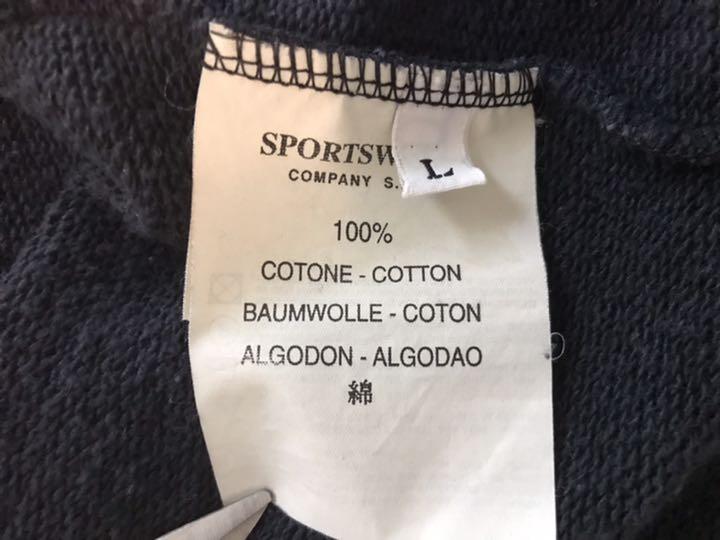 SPORTSW
COMPANY S.
L
100%
COTONE - COTTON
BAUMWOLLE - COTON
ALGODON - ALGODAO
綿